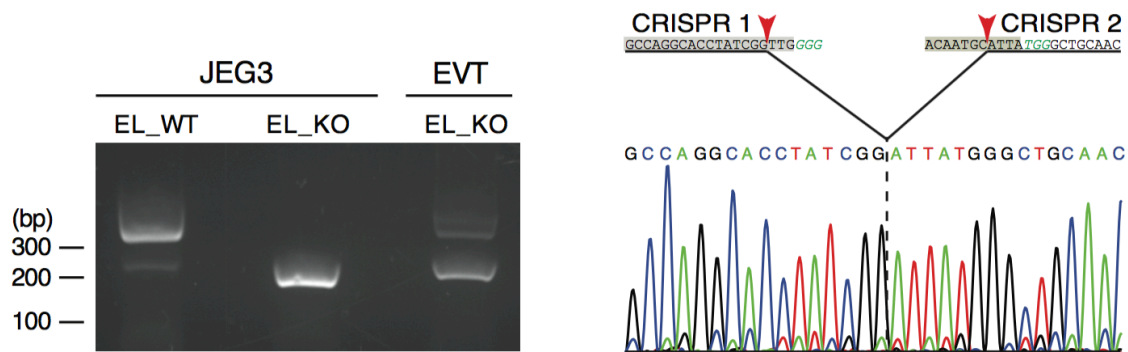 JEG3 EVT
EL_WT EL_KO EL_KO
(bp)
300
200
100
CRISPR 1 CRISPR 2
GCCAGGCACCTATCGGTTGGGG ACAATGCATTATGGGCTGCAAC
GCCAGGCACCTATCGGATTATGGGCTGCAAC